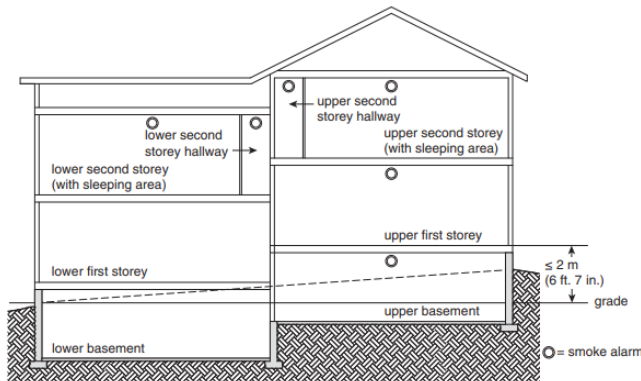 upper second
storey hallway
lower second
storey hallway
upper second storey
(with sleeping area)
lower second storey
(with sleeping area)
upper first storey
≤ 2 m
(6 ft. 7 in.)
lower first storey
grade
upper basement
lower basement
= smoke alarm